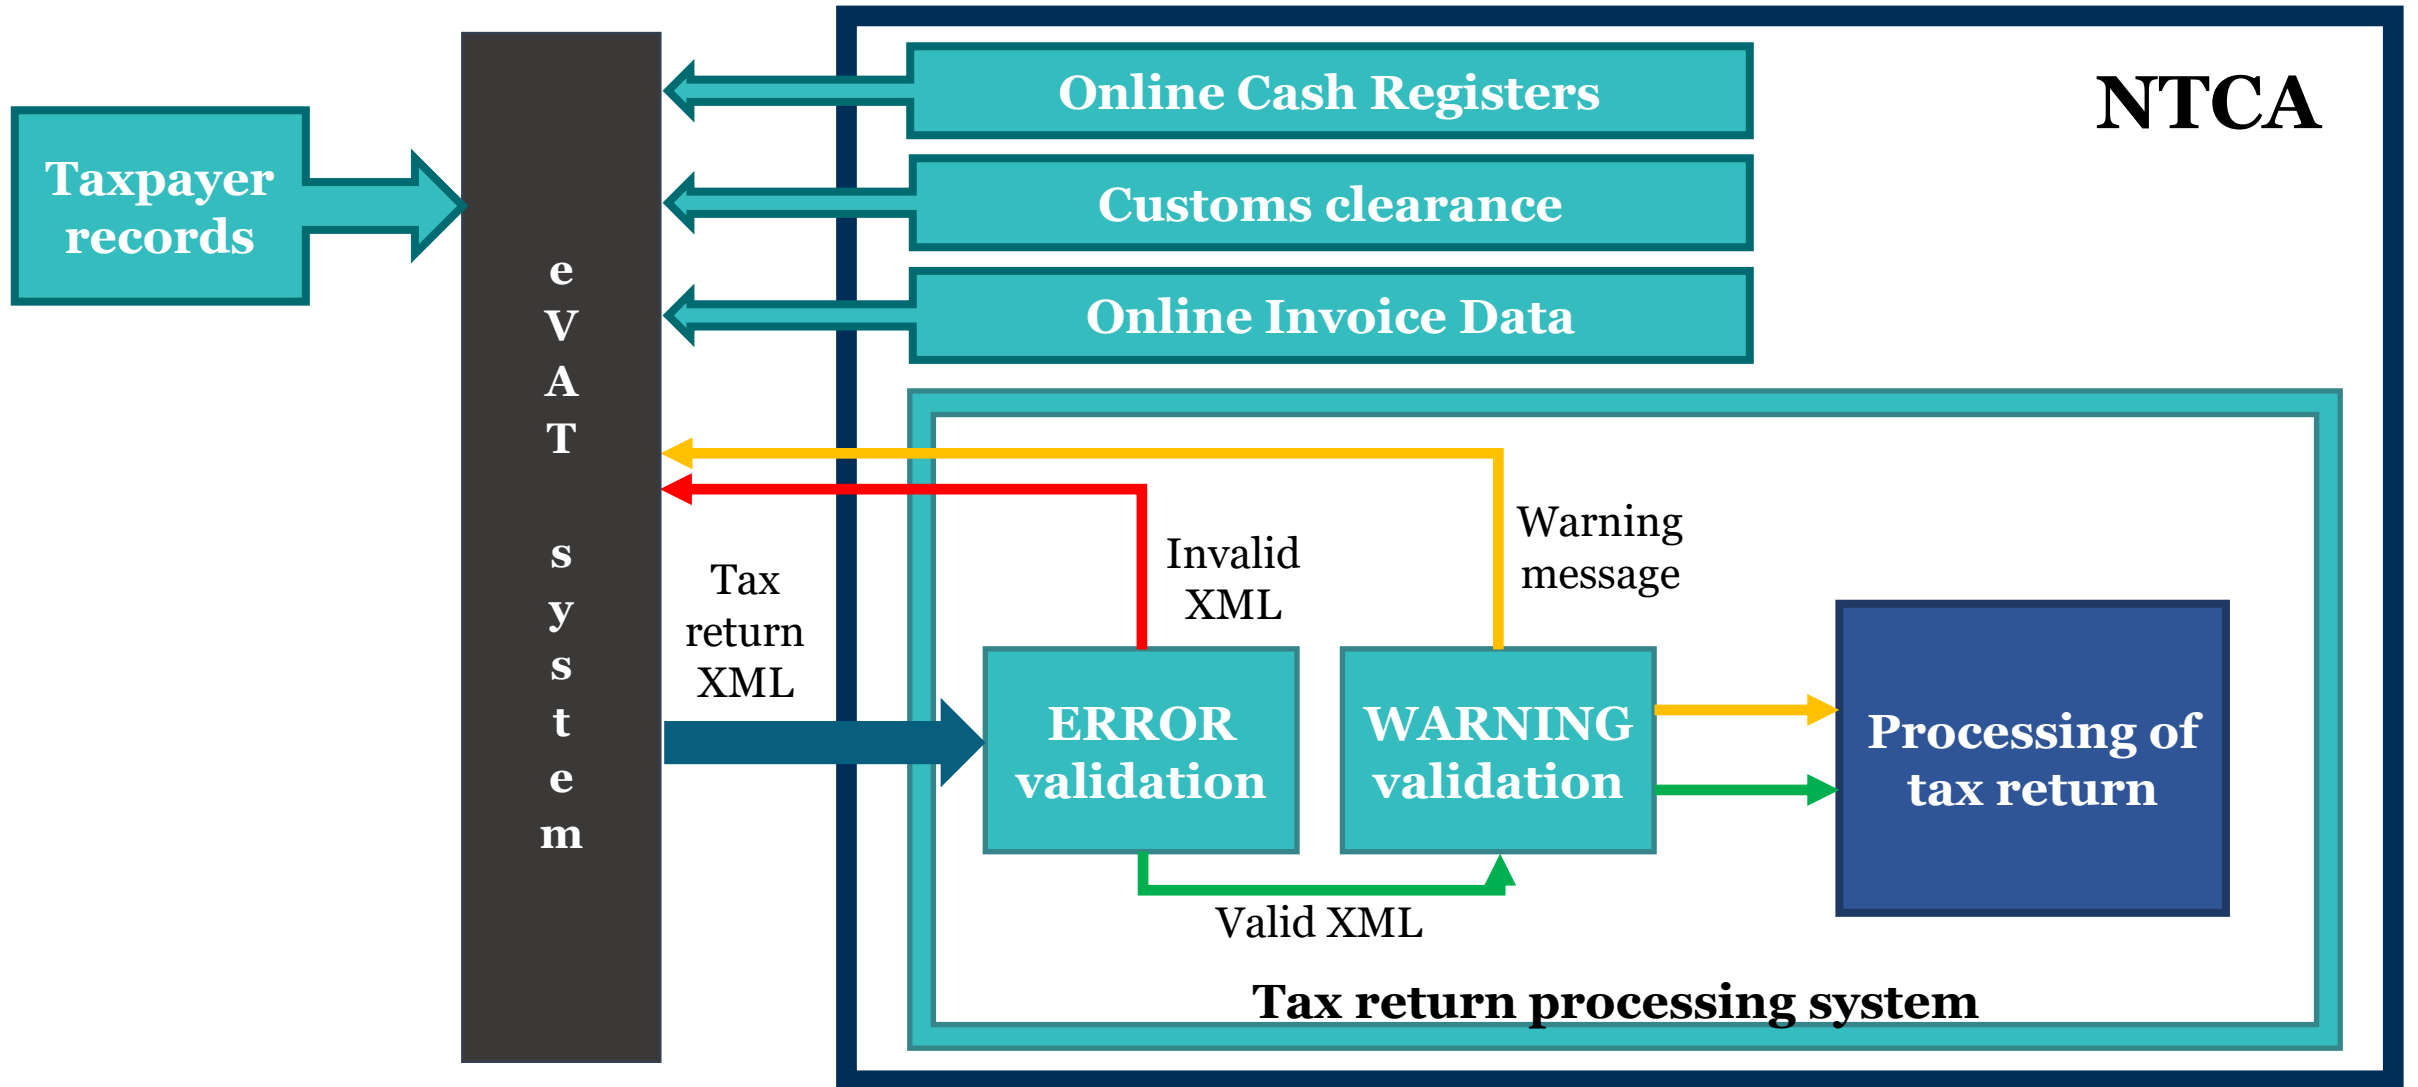 Online Cash Registers
NTCA
Taxpayer
records
Customs clearance
Online Invoice Data
e
V
A
T
s
y
s
t
e
m
Tax
return
XML
Invalid
XML
Warning
message
ERROR
validation
WARNING
validation
Processing of
tax return
Valid XML
Tax return processing system